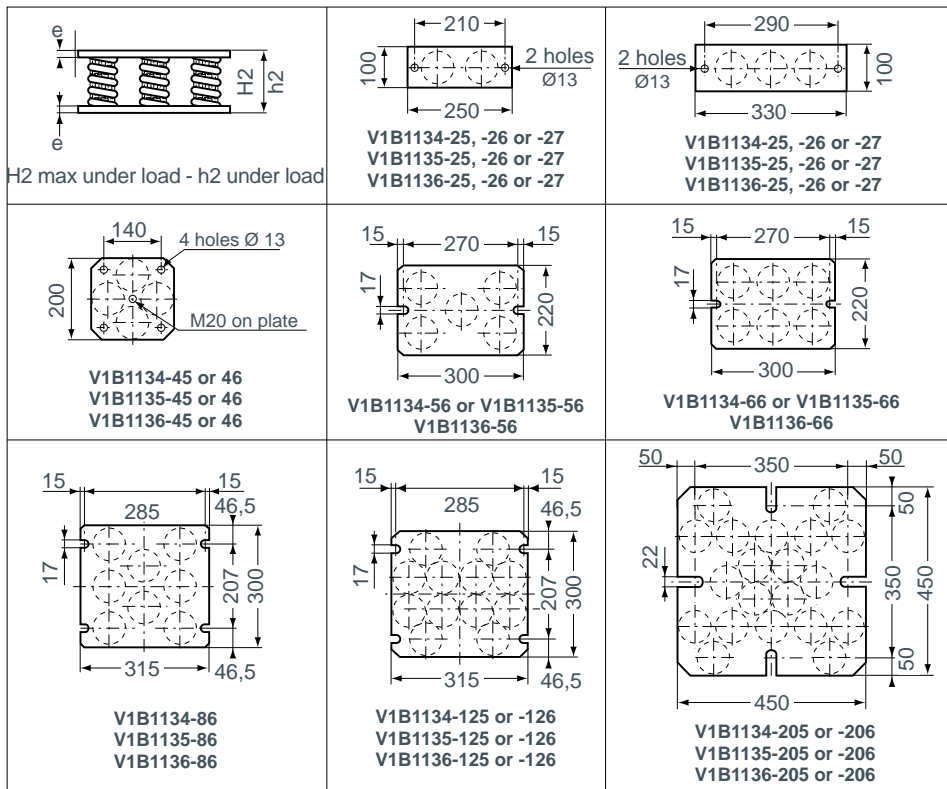 e
H2
h2
e
H2 max under load - h2 under load
210
100
2 holes
Ø13
250
V1B1134-25, -26 or -27
V1B1135-25, -26 or -27
V1B1136-25, -26 or -27
290
2 holes
Ø13
100
330
V1B1134-25, -26 or -27
V1B1135-25, -26 or -27
V1B1136-25, -26 or -27
140
4 holes Ø 13
200
M20 on plate
V1B1134-45 or 46
V1B1135-45 or 46
V1B1136-45 or 46
15 270 15
17
220
300
V1B1134-56 or V1B1135-56
V1B1136-56
15 270 15
17
220
300
V1B1134-66 or V1B1135-66
V1B1136-66
15 15
285 46,5
17
207
300
315 46,5
V1B1134-86
V1B1135-86
V1B1136-86
15 15
285 46,5
17
207
300
315 46,5
V1B1134-125 or -126
V1B1135-125 or -126
V1B1136-125 or -126
50 350 50
50
22
350
450
50
450
V1B1134-205 or -206
V1B1135-205 or -206
V1B1136-205 or -206